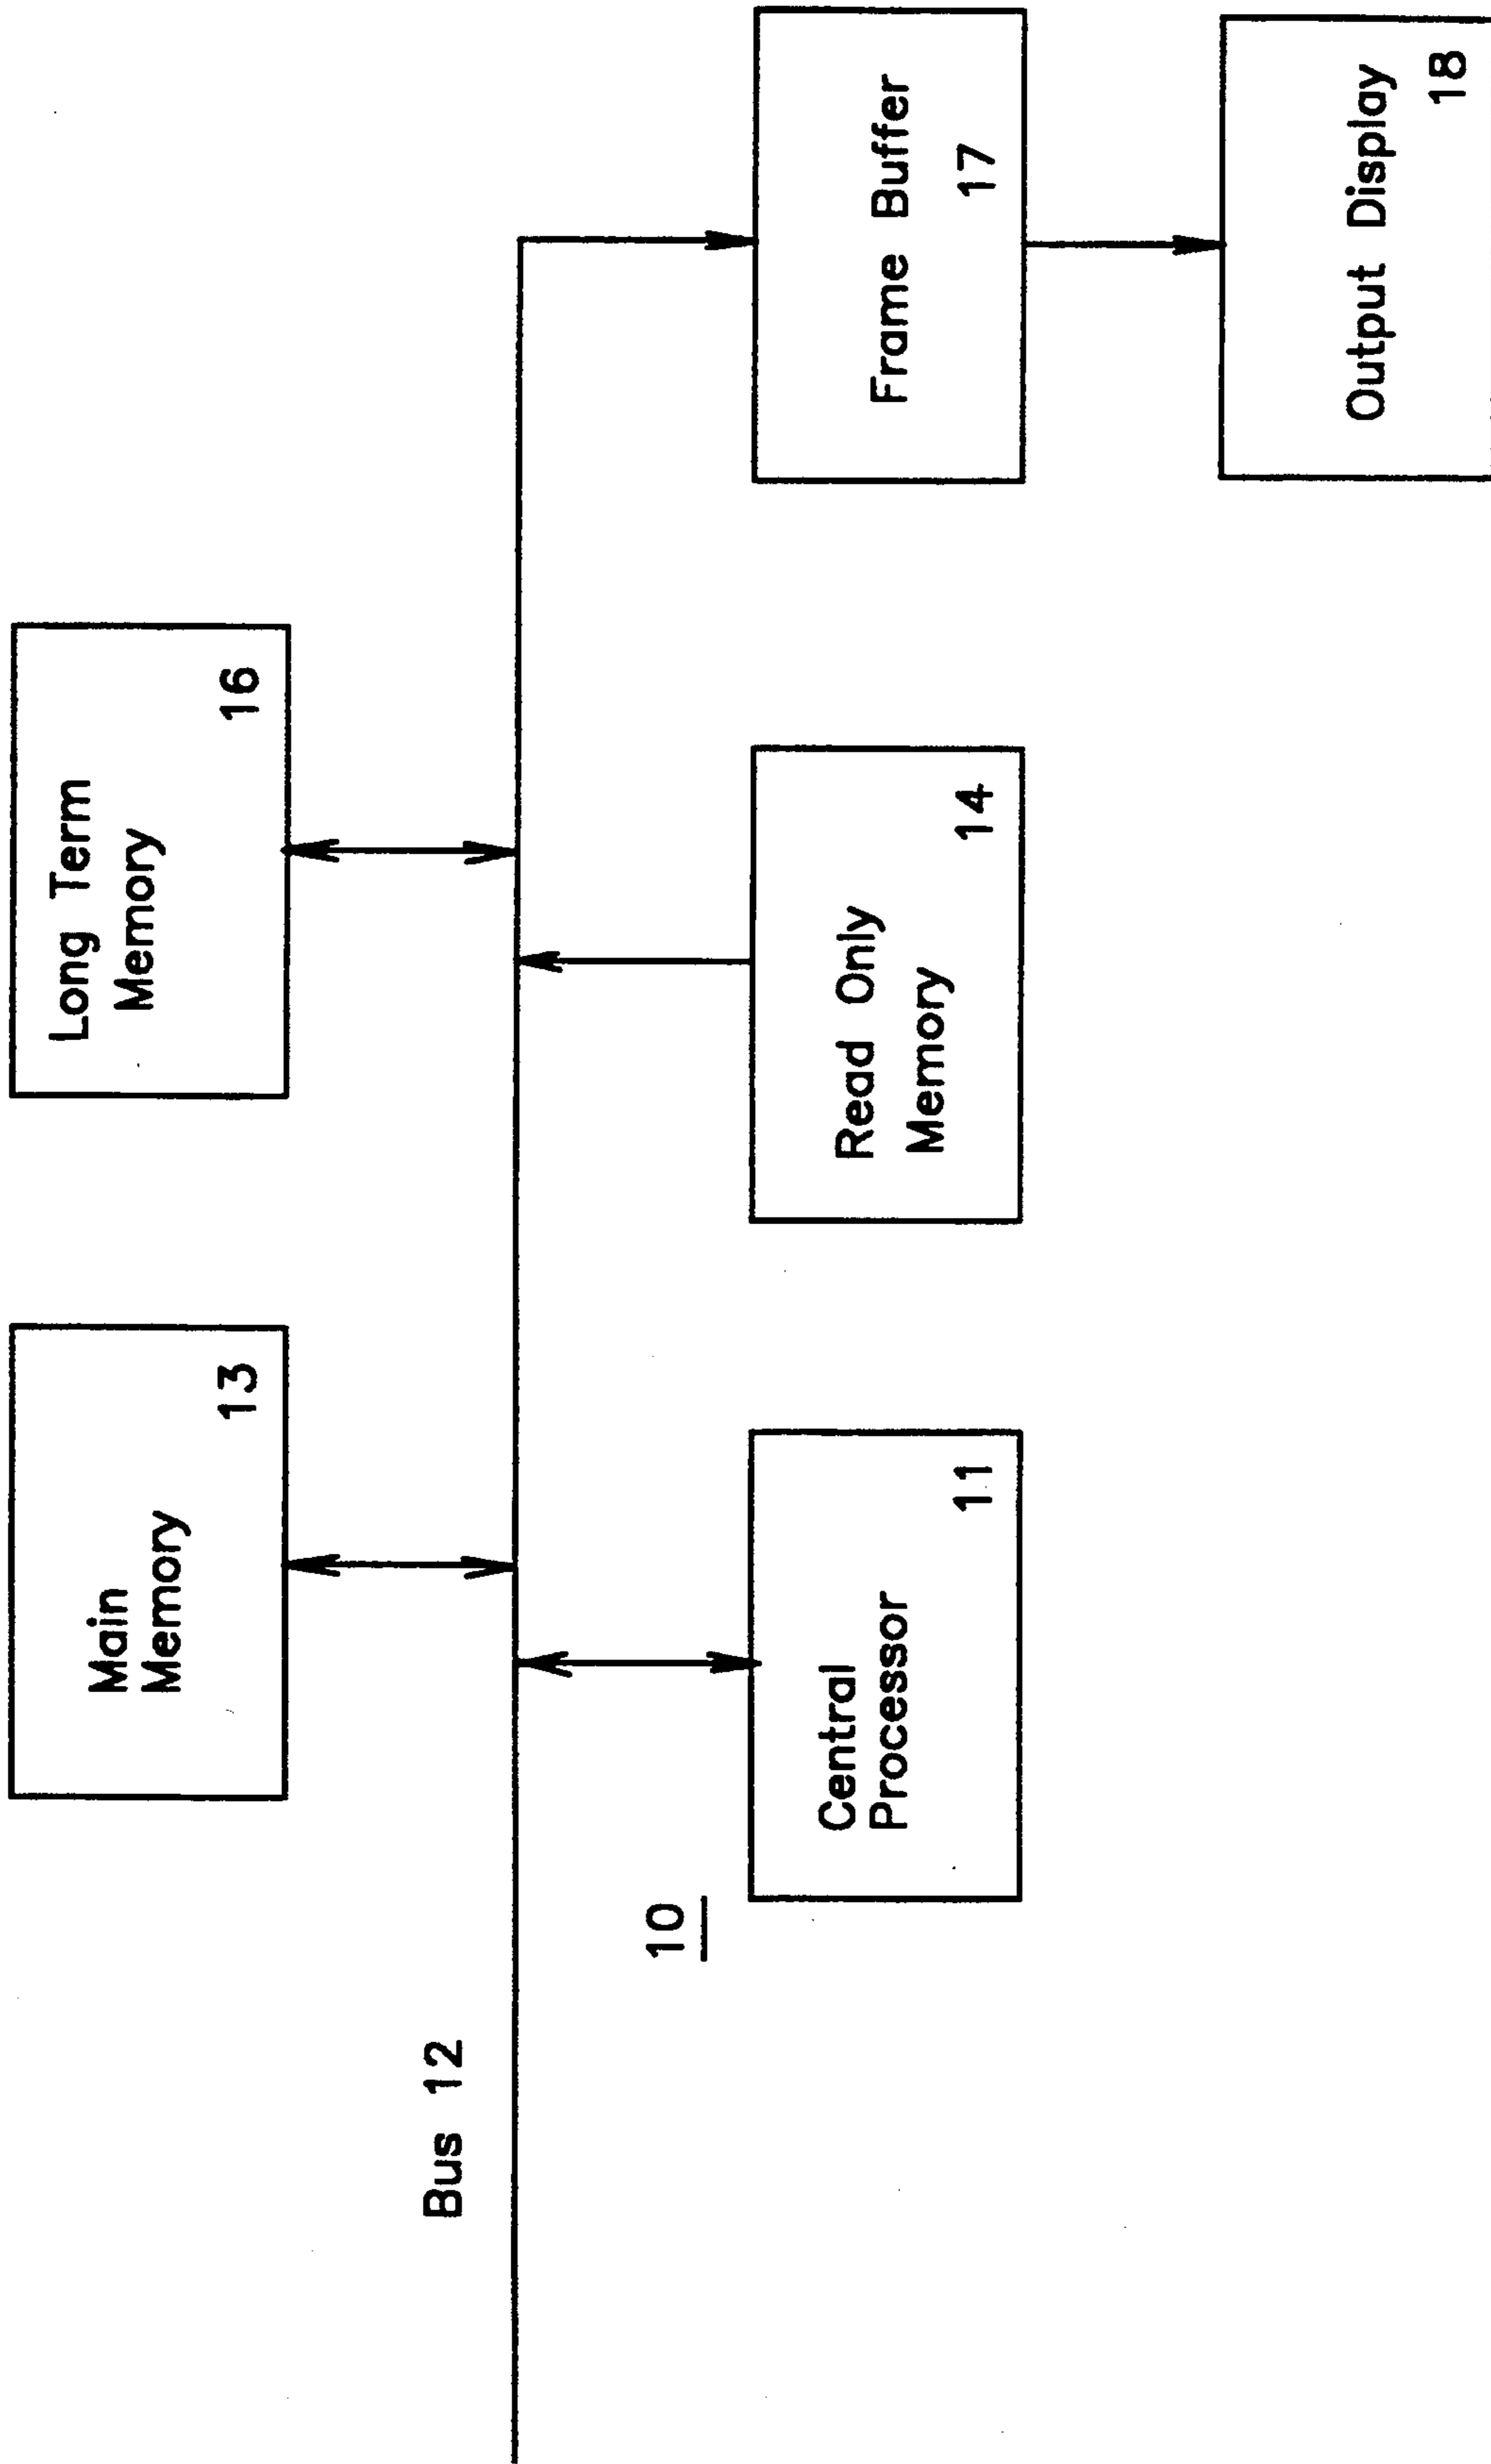 Bus 12
10
Main
Memory
13
Long Term
Memory
16
Central
Processor
11
Read Only
Memory
14
Frame Buffer
17
Output Display
18